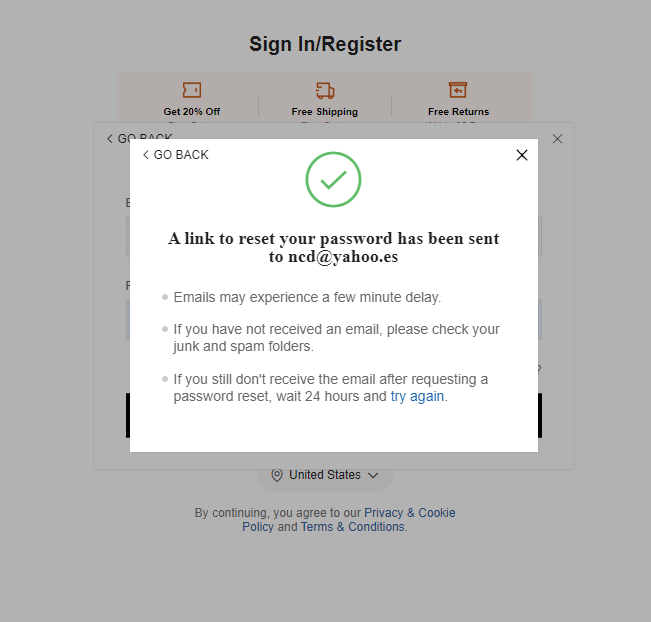 Sign In/Register
Get 20% Off
Free Shipping
Free Returns
GO BACK
GO BACK
A link to reset your password has been sent
to ncd@yahoo.es
Emails may experience a few minute delay.
If you have not received an email, please check your
junk and spam folders.
If you still don't receive the email after requesting a
password reset, wait 24 hours and try again.
United States
By continuing, you agree to our Privacy & Cookie
Policy and Terms & Conditions.